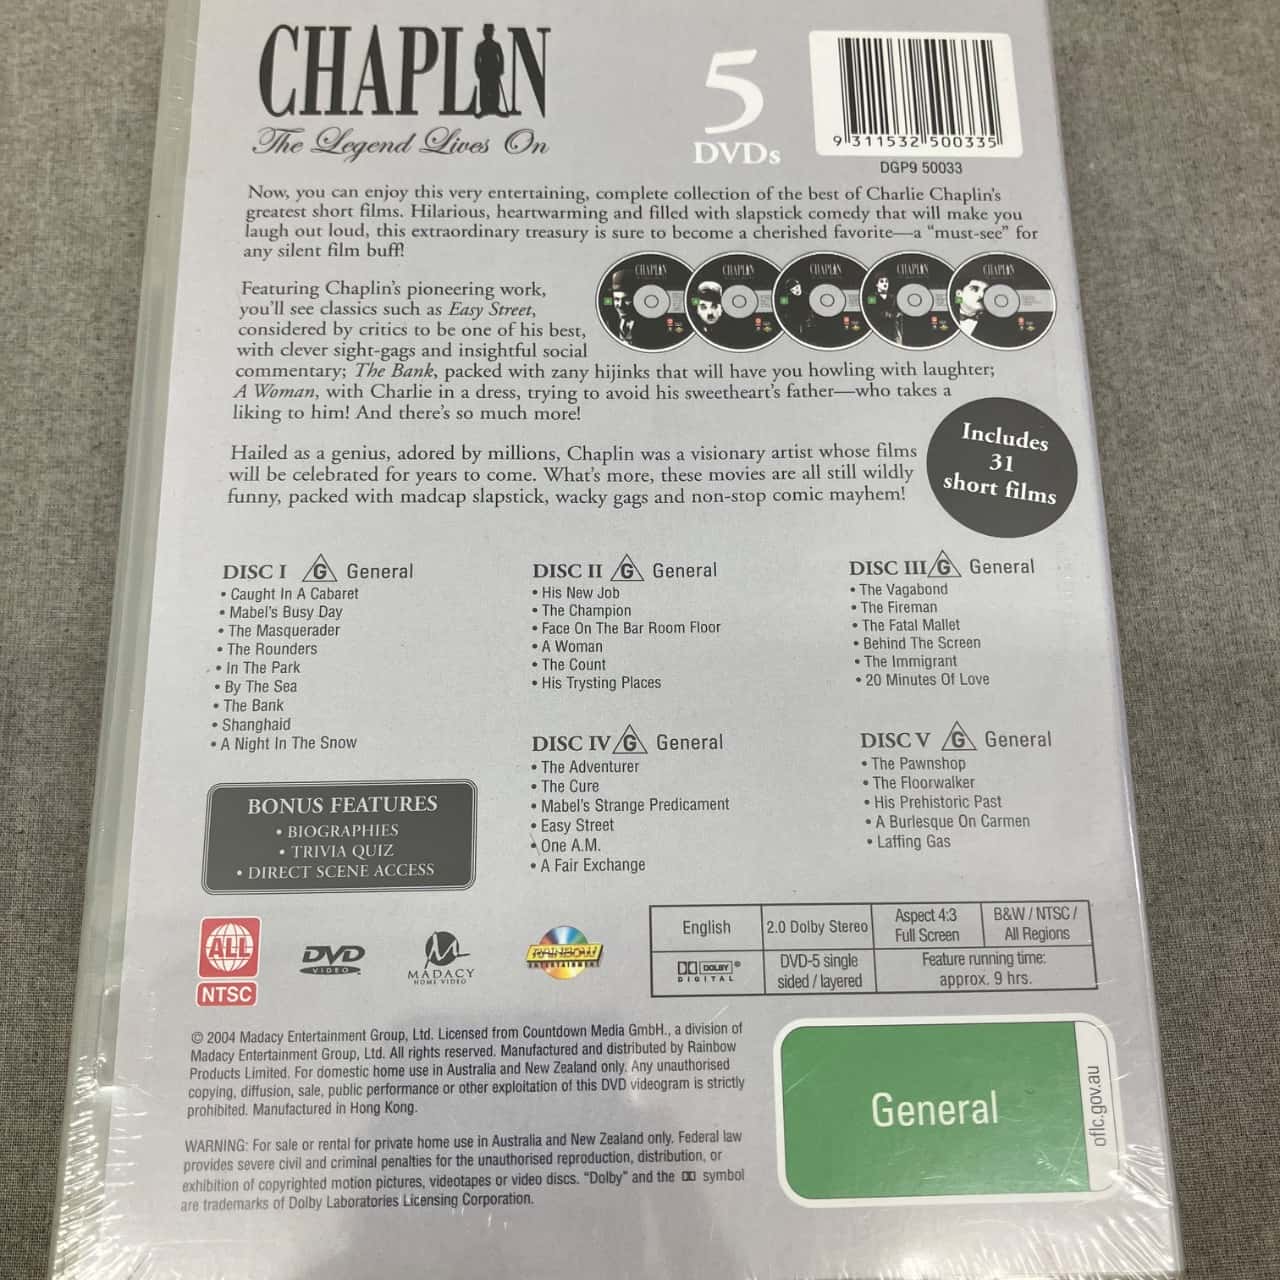 CHAPLIN
The Legend Lives On
5
DVDs
9 311532 500335
DGP9 50033
Now, you can enjoy this very entertaining, complete collection of the best of Charlie Chaplin's
greatest short films. Hilarious, heartwarming and filled with slapstick comedy that will make you
laugh out loud, this extraordinary treasury is sure to become a cherished favorite—a "must-see" for
any silent film buff!
Featuring Chaplin's pioneering work,
you'll see classics such as Easy Street,
considered by critics to be one of his best,
with clever sight-gags and insightful social
commentary; The Bank, packed with zany hijinks that will have you howling with laughter;
A Woman, with Charlie in a dress, trying to avoid his sweetheart's father—who takes a
liking to him! And there's so much more!
CHAPLIN
CHAPLIN
CHAPLIN
CHAPLIN
CHAPLIN
Hailed as a genius, adored by millions, Chaplin was a visionary artist whose films
will be celebrated for years to come. What's more, these movies are all still wildly
funny, packed with madcap slapstick, wacky gags and non-stop comic mayhem!
Includes
31
short films
DISC I G General
• Caught In A Cabaret
• Mabel's Busy Day
• The Masquerader
• The Rounders
• In The Park
• By The Sea
• The Bank
• Shanghaid
• A Night In The Snow
DISC II G General
• His New Job
• The Champion
• Face On The Bar Room Floor
• A Woman
• The Count
• His Trysting Places
DISC III G General
• The Vagabond
• The Fireman
• The Fatal Mallet
• Behind The Screen
• The Immigrant
• 20 Minutes Of Love
DISC IV G General
• The Adventurer
• The Cure
• Mabel's Strange Predicament
• Easy Street
• One A.M.
• A Fair Exchange
DISC V G General
• The Pawnshop
• The Floorwalker
• His Prehistoric Past
• A Burlesque On Carmen
• Laffing Gas
BONUS FEATURES
• BIOGRAPHIES
• TRIVIA QUIZ
• DIRECT SCENE ACCESS
ALL
NTSC
DVD
VIDEO
M
MADACY
HOME VIDEO
RAINBOW
ENTERTAINMENT
English
2.0 Dolby Stereo
Aspect 4:3
Full Screen
B&W / NTSC /
All Regions
DOLBY
DIGITAL
DVD-5 single
sided / layered
Feature running time:
approx. 9 hrs.
© 2004 Madacy Entertainment Group, Ltd. Licensed from Countdown Media GmbH., a division of
Madacy Entertainment Group, Ltd. All rights reserved. Manufactured and distributed by Rainbow
Products Limited. For domestic home use in Australia and New Zealand only. Any unauthorised
copying, diffusion, sale, public performance or other exploitation of this DVD videogram is strictly
prohibited. Manufactured in Hong Kong.
WARNING: For sale or rental for private home use in Australia and New Zealand only. Federal law
provides severe civil and criminal penalties for the unauthorised reproduction, distribution, or
exhibition of copyrighted motion pictures, videotapes or video discs. "Dolby" and the symbol
are trademarks of Dolby Laboratories Licensing Corporation.
General
oflc.gov.au